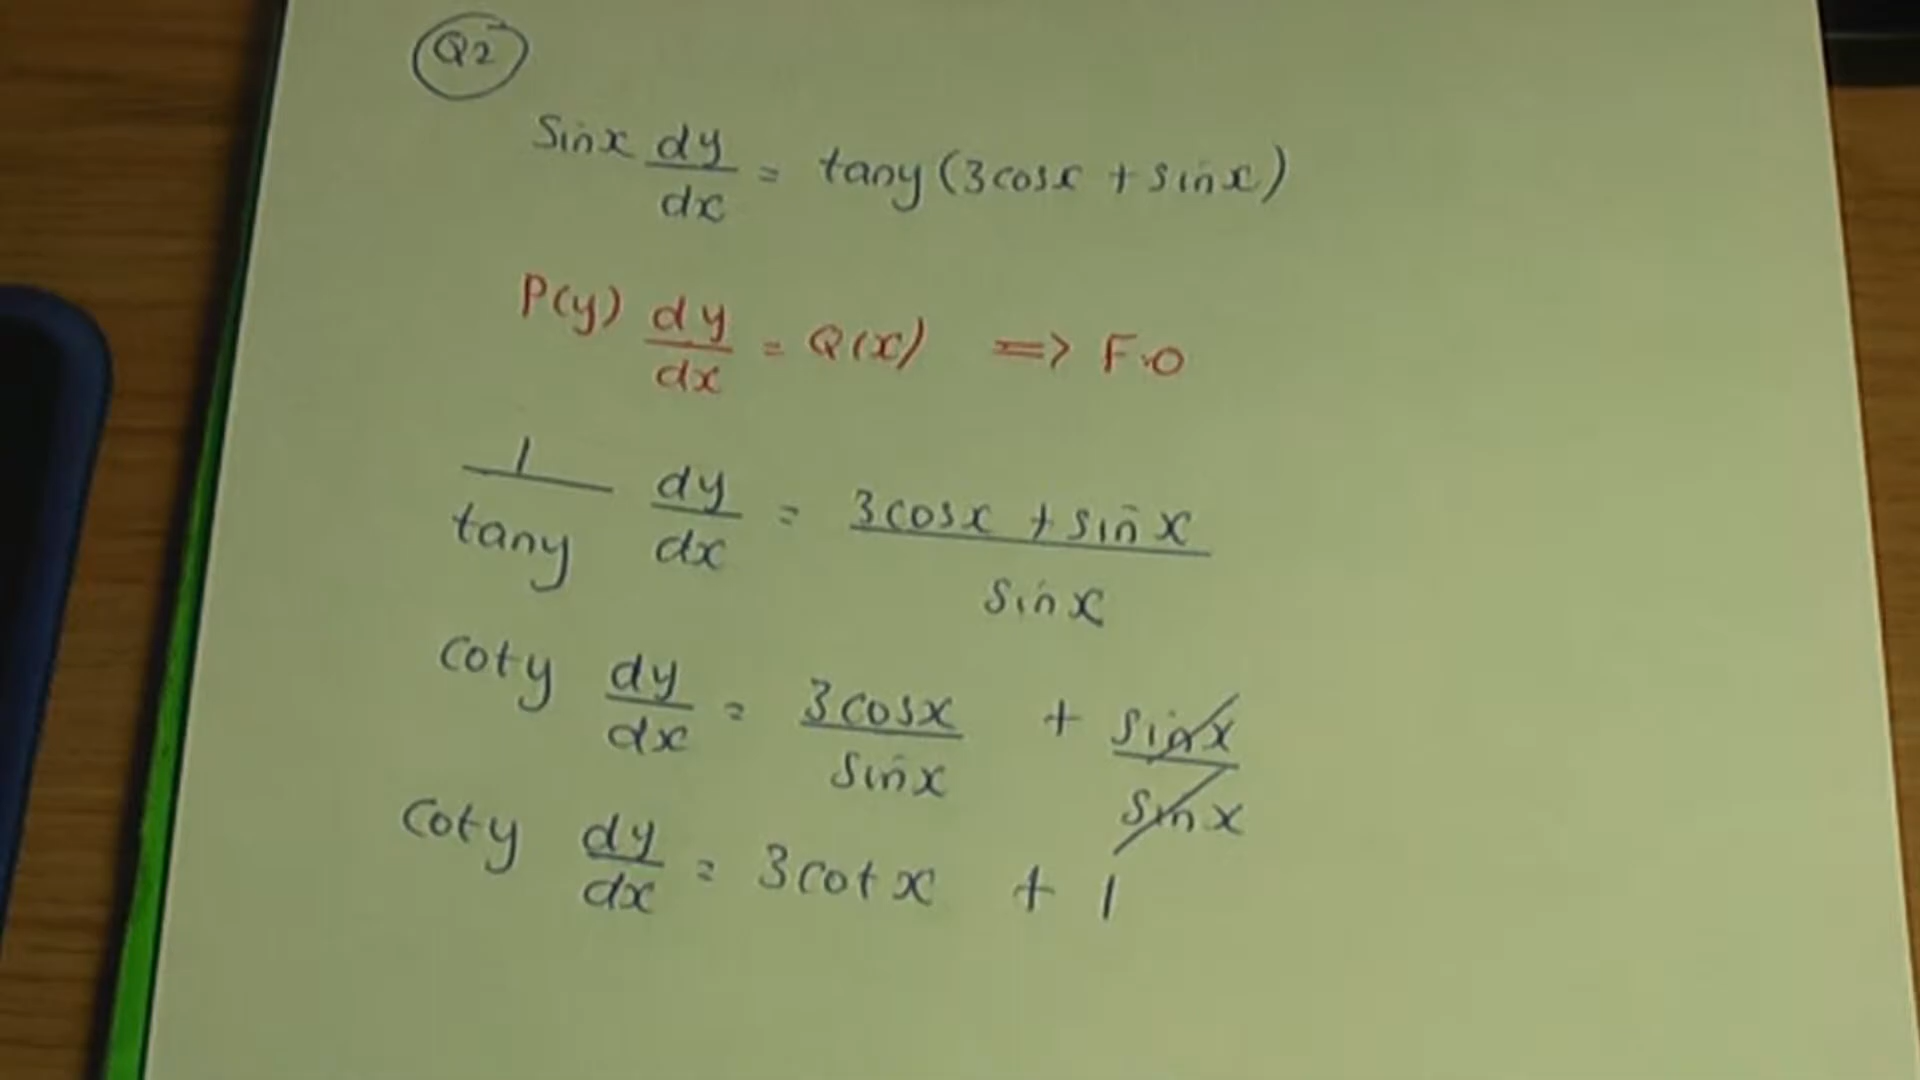 Q2
Sinx dy/dx = tany (3cosx + sinx)
P(y) dy/dx = Q(x) => F.O
1/tany dy/dx = 3cosx + sinx / sinx
coty dy/dx = 3cosx/sinx + sinx/sinx
coty dy/dx = 3cotx + 1